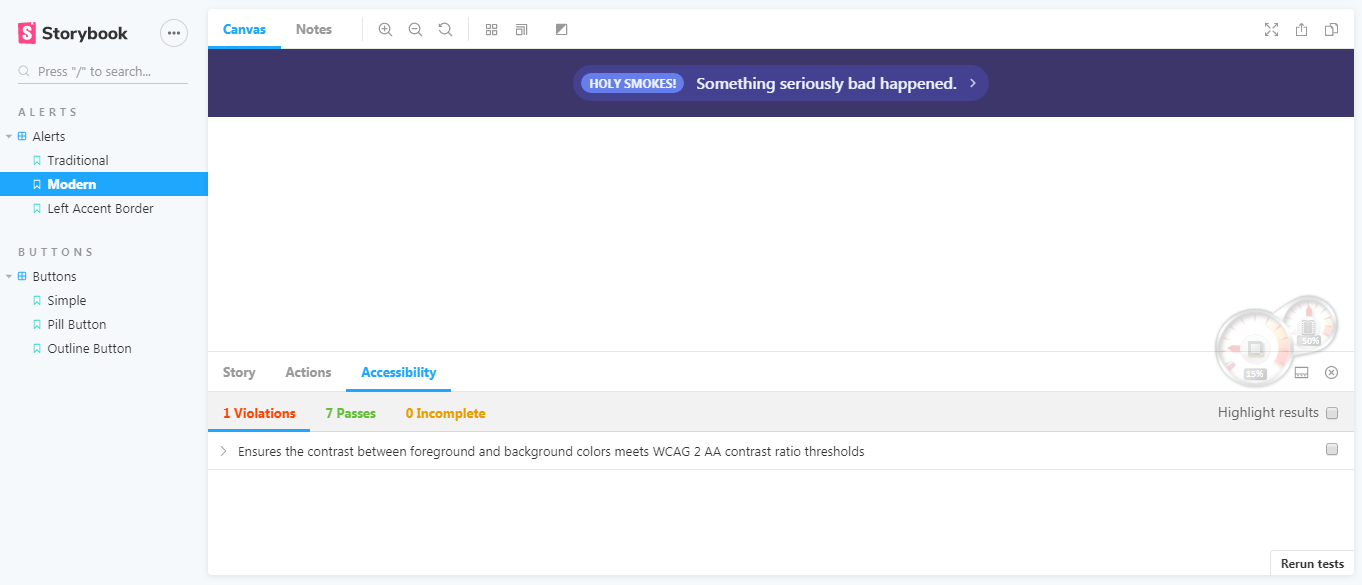 Storybook
Press "/" to search...
ALERTS
Alerts
Traditional
Modern
Left Accent Border
BUTTONS
Buttons
Simple
Pill Button
Outline Button
Canvas
Notes
HOLY SMOKES! Something seriously bad happened.
50%
15%
Story
Actions
Accessibility
1 Violations
7 Passes
0 Incomplete
Highlight results
Ensures the contrast between foreground and background colors meets WCAG 2 AA contrast ratio thresholds
Rerun tests